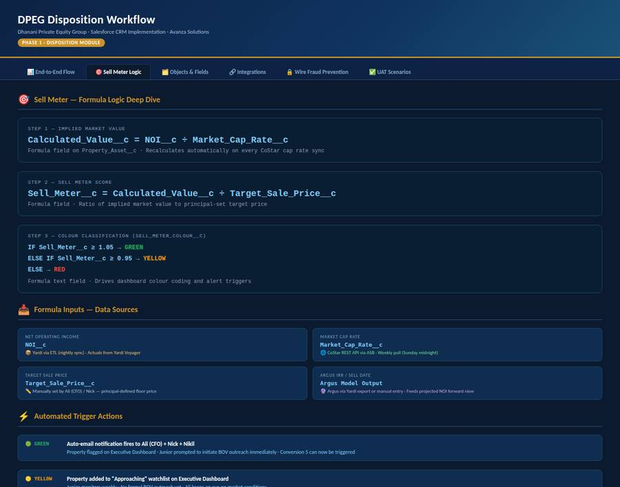 DPEG Disposition Workflow
Dhanani Private Equity Group · Salesforce CRM Implementation · Avanza Solutions
PHASE 1 · DISPOSITION MODULE
End-to-End Flow
Sell Meter Logic
Objects & Fields
Integrations
Wire Fraud Prevention
UAT Scenarios
Sell Meter — Formula Logic Deep Dive
STEP 1 — IMPLIED MARKET VALUE
Calculated_Value__c = NOI__c ÷ Market_Cap_Rate__c
Formula field on Property_Asset__c · Recalculates automatically on every CoStar cap rate sync
STEP 2 — SELL METER SCORE
Sell_Meter__c = Calculated_Value__c ÷ Target_Sale_Price__c
Formula field · Ratio of implied market value to principal-set target price
STEP 3 — COLOUR CLASSIFICATION (SELL_METER_COLOUR__C)
IF Sell_Meter__c ≥ 1.05 → GREEN
ELSE IF Sell_Meter__c ≥ 0.95 → YELLOW
ELSE → RED
Formula text field · Drives dashboard colour coding and alert triggers
Formula Inputs — Data Sources
NET OPERATING INCOME
NOI__c
Yardi via ETL (nightly sync) · Actuals from Yardi Voyager
MARKET CAP RATE
Market_Cap_Rate__c
CoStar REST API via ASB · Weekly pull (Sunday midnight)
TARGET SALE PRICE
Target_Sale_Price__c
Manually set by Ali (CFO) / Nick — principal-defined floor price
ARGUS IRR / SELL DATE
Argus Model Output
Argus via Yardi export or manual entry · Feeds projected NOI forward view
Automated Trigger Actions
GREEN
Auto-email notification fires to Ali (CFO) + Nick + Nikil
Property flagged on Executive Dashboard · Junior prompted to initiate BOV outreach immediately · Conversion 5 can now be triggered
YELLOW
Property added to "Approaching" watchlist on Executive Dashboard